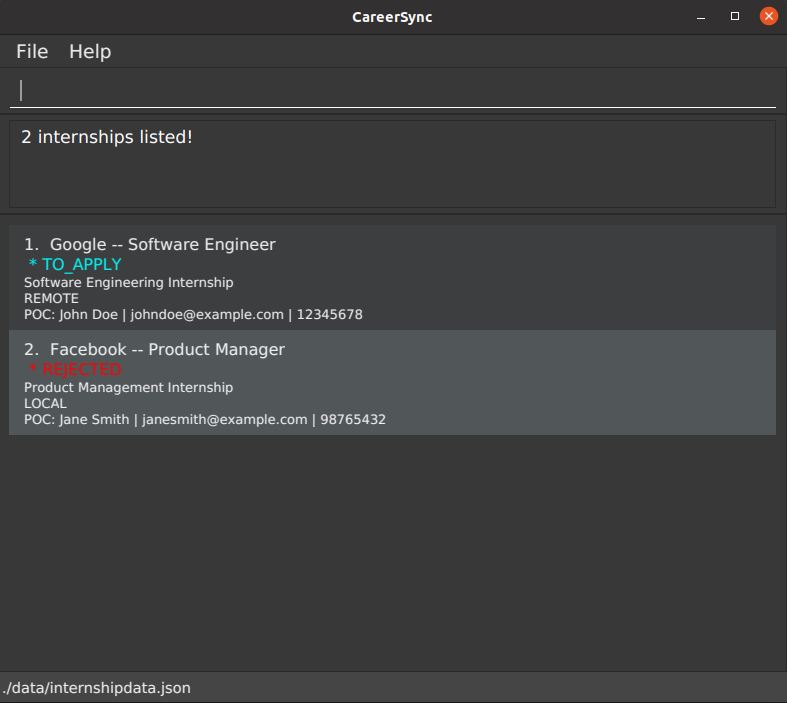 CareerSync
File Help
2 internships listed!
1. Google -- Software Engineer
* TO_APPLY
Software Engineering Internship
REMOTE
POC: John Doe | johndoe@example.com | 12345678
2. Facebook -- Product Manager
* REJECTED
Product Management Internship
LOCAL
POC: Jane Smith | janesmith@example.com | 98765432
./data/internshipdata.json